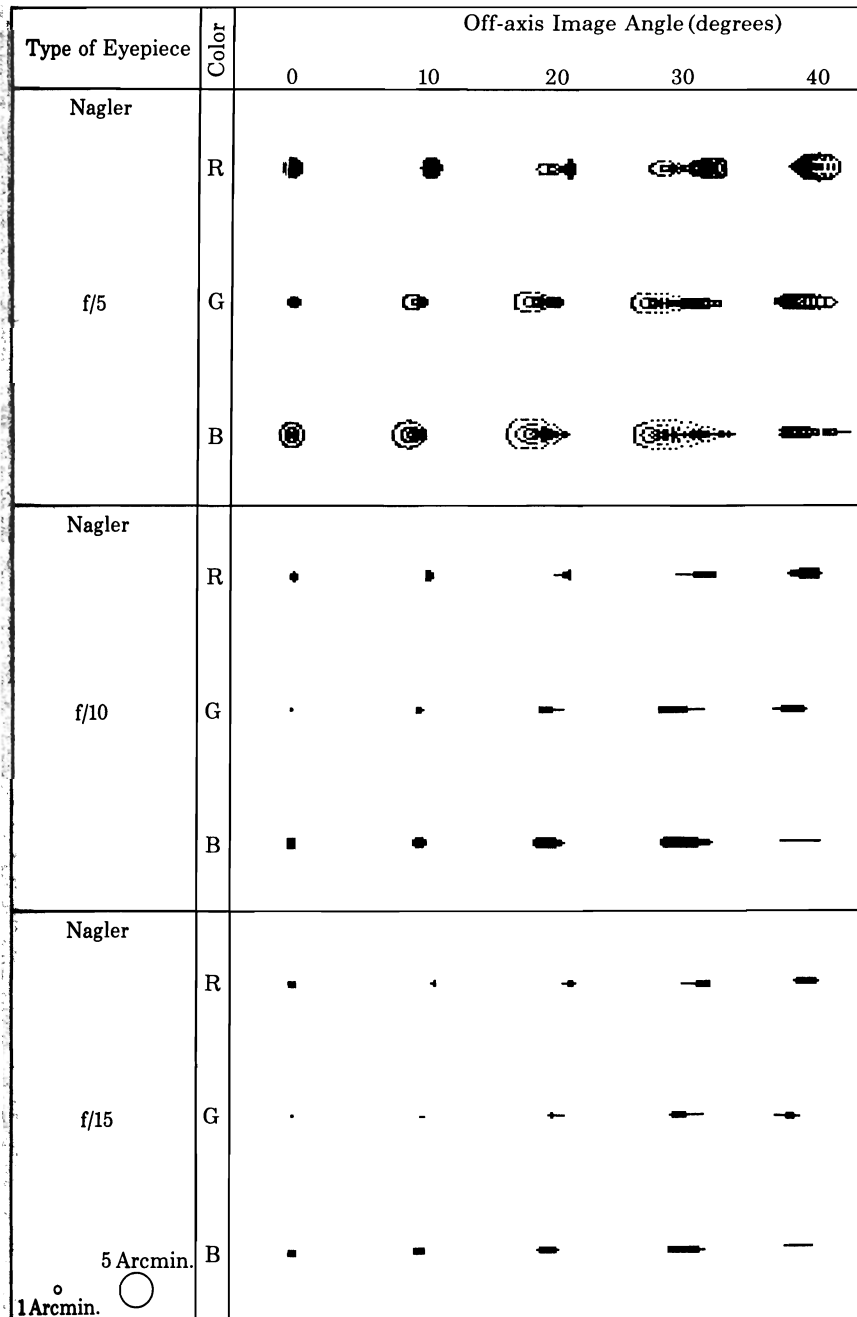 Off-axis Image Angle (degrees)
Type of Eyepiece
Color
0 10 20 30 40
Nagler
R
f/5 G
B
Nagler
R
f/10 G
B
Nagler
R
f/15 G
B
5 Arcmin.
1 Arcmin.